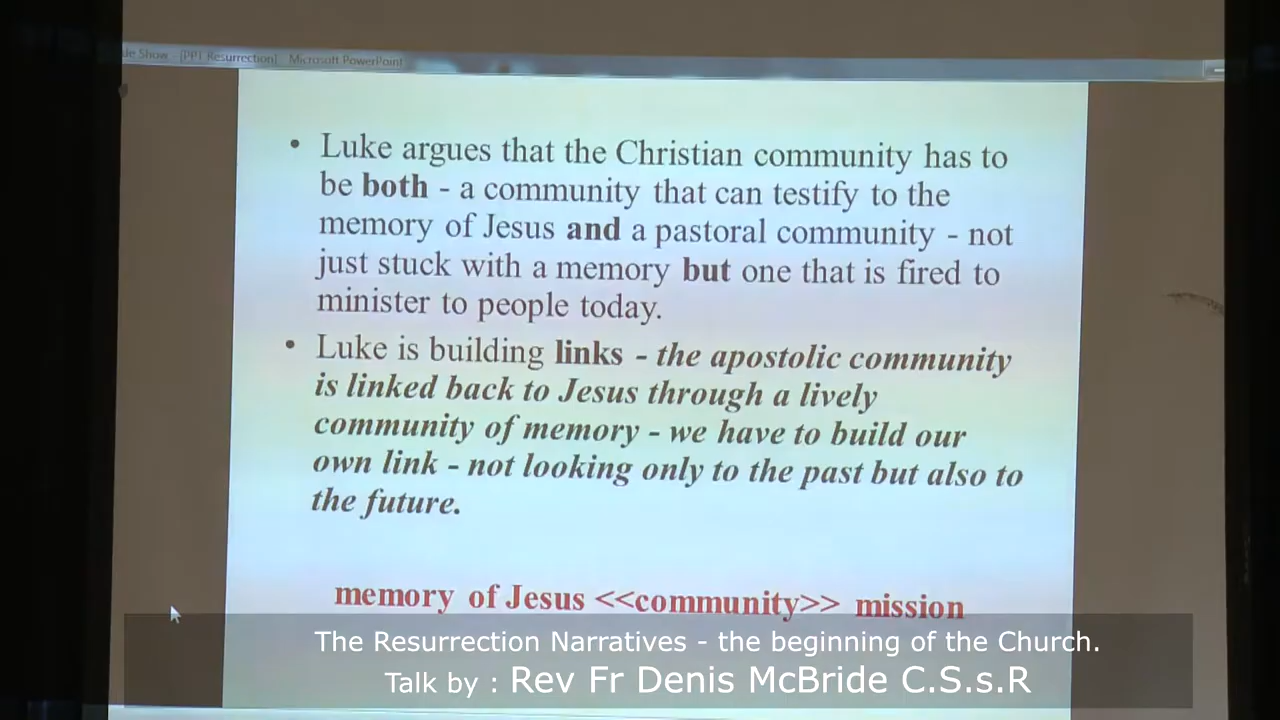 de Show - [PPT Resurrection] - Microsoft PowerPoint
• Luke argues that the Christian community has to
be both - a community that can testify to the
memory of Jesus and a pastoral community - not
just stuck with a memory but one that is fired to
minister to people today.
• Luke is building links - the apostolic community
is linked back to Jesus through a lively
community of memory - we have to build our
own link - not looking only to the past but also to
the future.
memory of Jesus <<community>> mission
The Resurrection Narratives - the beginning of the Church.
Talk by : Rev Fr Denis McBride C.S.s.R